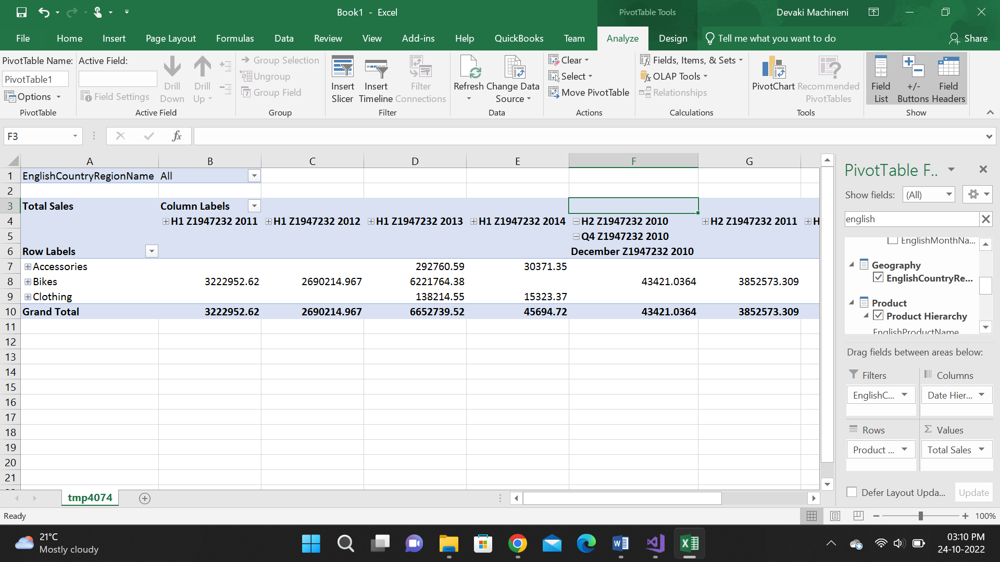 Book1 - Excel
PivotTable Tools
Devaki Machineni
File Home Insert Page Layout Formulas Data Review View Add-ins Help QuickBooks Team Analyze Design Tell me what you want to do Share
PivotTable Name: Active Field:
PivotTable1
Options
PivotTable
Field Settings
Drill Down
Drill Up
Active Field
Group Selection
Ungroup
7 Group Field
Group
Insert Slicer
Insert Timeline
Filter Connections
Filter
Refresh
Change Data Source
Data
Clear
Select
Move PivotTable
Actions
Fields, Items, & Sets
OLAP Tools
Relationships
Calculations
PivotChart
Recommended PivotTables
Tools
Field List
+/- Buttons
Field Headers
Show
F3 fx
A B C D E F G
1 EnglishCountryRegionName All
2
3 Total Sales Column Labels
4 H1 Z1947232 2011 H1 Z1947232 2012 H1 Z1947232 2013 H1 Z1947232 2014 H2 Z1947232 2010 H2 Z1947232 2011 H
5 Q4 Z1947232 2010
6 Row Labels December Z1947232 2010
7 Accessories 292760.59 30371.35
8 Bikes 3222952.62 2690214.967 6221764.38 43421.0364 3852573.309
9 Clothing 138214.55 15323.37
10 Grand Total 3222952.62 2690214.967 6652739.52 45694.72 43421.0364 3852573.309
11
12
13
14
15
16
17
18
19
20
21
tmp4074
PivotTable F..
Show fields: (All)
english
EnglishMonthNa...
Geography
EnglishCountryRe...
Product
Product Hierarchy
EnglishProductName
Drag fields between areas below:
Filters Columns
EnglishC... Date Hier...
Rows Σ Values
Product ... Total Sales
Defer Layout Upda... Update
Ready
100%
21°C
Mostly cloudy
03:10 PM
24-10-2022